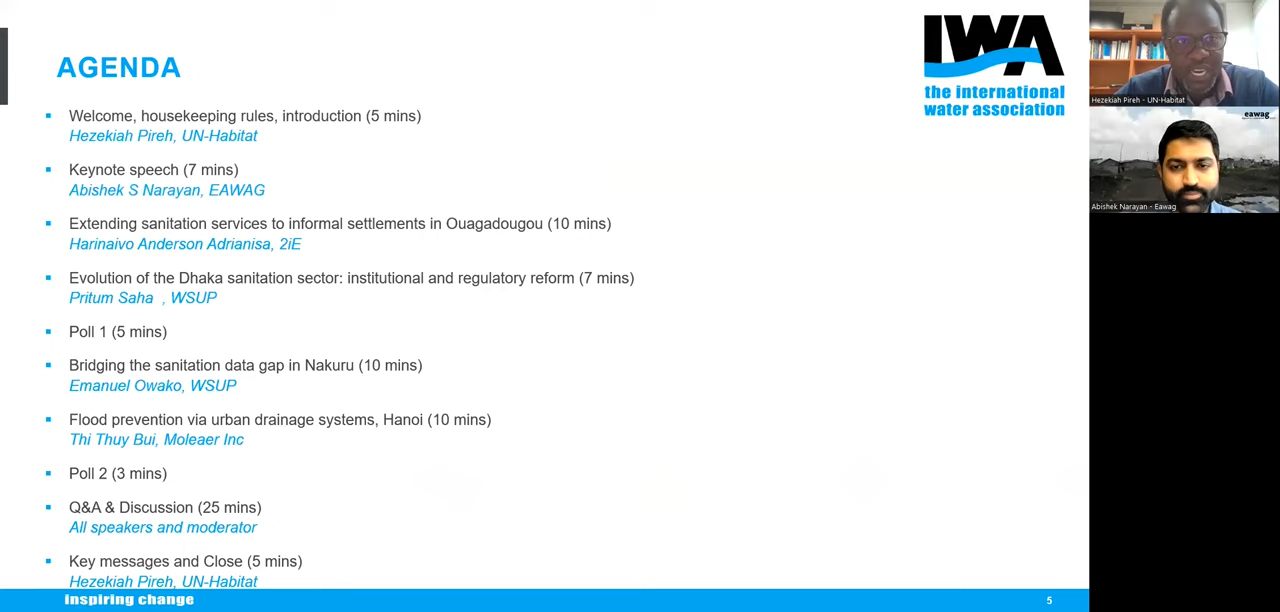 AGENDA
Welcome, housekeeping rules, introduction (5 mins)
Hezekiah Pireh, UN-Habitat
Keynote speech (7 mins)
Abishek S Narayan, EAWAG
Extending sanitation services to informal settlements in Ouagadougou (10 mins)
Harinaivo Anderson Adrianisa, 2iE
Evolution of the Dhaka sanitation sector: institutional and regulatory reform (7 mins)
Pritum Saha , WSUP
Poll 1 (5 mins)
Bridging the sanitation data gap in Nakuru (10 mins)
Emanuel Owako, WSUP
Flood prevention via urban drainage systems, Hanoi (10 mins)
Thi Thuy Bui, Moleaer Inc
Poll 2 (3 mins)
Q&A & Discussion (25 mins)
All speakers and moderator
Key messages and Close (5 mins)
Hezekiah Pireh, UN-Habitat
inspiring change
5
IWA
the international
water association
Hezekiah Pireh - UN-Habitat
eawag
Abishek Narayan - Eawag